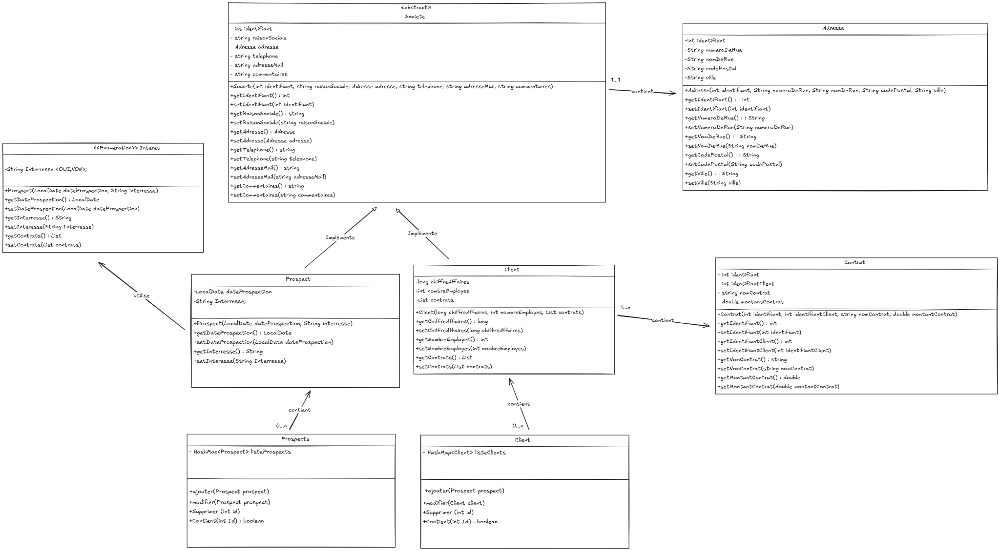 «abstract»
Societe
- int identifiant
- string raisonSociale
- Adresse adresse
- string telephone
- string adresseMail
- string commentaires
+Societe(int identifiant, string raisonSociale, Adresse adresse, string telephone, string adresseMail, string commentaires)
+getIdentifiant() : int
+setIdentifiant(int identifiant)
+getRaisonSociale() : string
+setRaisonSociale(string raisonSociale)
+getAdresse() : Adresse
+setAdresse(Adresse adresse)
+getTelephone() : string
+setTelephone(string telephone)
+getAdresseMail() : string
+setAdresseMail(string adresseMail)
+getCommentaires() : string
+setCommentaires(string commentaires)
1...1
contient
Adresse
-int identifiant
-String numeroDeRue
-String nomDeRue
-String codePostal
-String ville
+Adresse(int identifiant, String numeroDeRue, String nomDeRue, String codePostal, String ville)
+getIdentifiant() : : int
+setIdentifiant(int identifiant)
+getNumeroDeRue() : : String
+setNumeroDeRue(String numeroDeRue)
+getNomDeRue() : : String
+setNomDeRue(String nomDeRue)
+getCodePostal() : : String
+setCodePostal(String codePostal)
+getVille() : : String
+setVille(String ville)
<<Enumeration>> Interet
-String Interresse <OUI,NON>;
+Prospect(LocalDate dateProspection, String interresse)
+getDateProspection() : LocalDate
+setDateProspection(LocalDate dateProspection)
+getInterresse() : String
+setInteresse(String Interresse)
+getContrats() : List
+setContrats(List contrats)
Implémente
Implémente
utilise
Prospect
-LocalDate dateProspection
-String Interresse;
+Prospect(LocalDate dateProspection, String interresse)
+getDateProspection() : LocalDate
+setDateProspection(LocalDate dateProspection)
+getInterresse() : String
+setInteresse(String Interresse)
Client
-long chiffreAffaires
-int nombreEmployes
-List contrats
+Client(long chiffreAffaires, int nombreEmployes, List contrats)
+getChiffreAffaires() : long
+setChiffreAffaires(long chiffreAffaires)
+getNombreEmployes() : int
+setNombreEmployes(int nombreEmployes)
+getContrats() : List
+setContrats(List contrats)
1...n
contient
Contrat
- int identifiant
- int identifiantClient
- string nomContrat
- double montantContrat
+Contrat(int identifiant, int identifiantClient, string nomContrat, double montantContrat)
+getIdentifiant() : int
+setIdentifiant(int identifiant)
+getIdentifiantClient() : int
+setIdentifiantClient(int identifiantClient)
+getNomContrat() : string
+setNomContrat(string nomContrat)
+getMontantContrat() : double
+setMontantContrat(double montantContrat)
contient
0...n
contient
0...n
Prospects
- HashMap<Prospect> listeProspects
+ajouter(Prospect prospect)
+modifier(Prospect prospect)
+Supprimer (int id)
+Contient(int Id) : boolean
Client
- HashMap<Client> listeClients
+ajouter(Prospect prospect)
+modifier(Client client)
+Supprimer (int id)
+Contient(int Id) : boolean